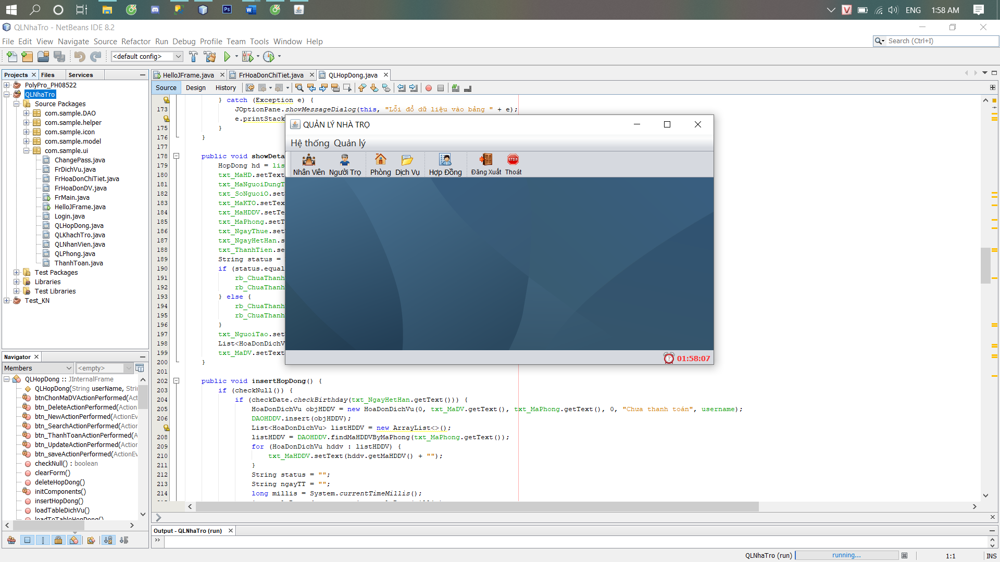 ENG
1:58 AM
QLNhaTro - NetBeans IDE 8.2
File Edit View Navigate Source Refactor Run Debug Profile Team Tools Window Help
Search (Ctrl+I)
<default config>
Projects
Files
Services
PolyPro_PH08522
QLNhaTro
Source Packages
com.sample.DAO
com.sample.helper
com.sample.icon
com.sample.model
com.sample.ui
ChangePass.java
FrDichVu.java
FrHoaDonChiTiet.java
FrHoaDonDV.java
FrMain.java
HelloJFrame.java
Login.java
QLHopDong.java
QLKhachTro.java
QLNhanVien.java
QLPhong.java
ThanhToan.java
Test Packages
Libraries
Test Libraries
Test_KN
Navigator
Members
<empty>
QLHopDong :: JInternalFrame
QLHopDong(String userName, Stri
btnChonMaDVActionPerformed(Act
btn_DeleteActionPerformed(Action
btn_NewActionPerformed(ActionEv
btn_SearchActionPerformed(Action
btn_ThanhToanActionPerformed(A
btn_UpdateActionPerformed(Action
btn_saveActionPerformed(ActionEv
checkNull() : boolean
clearForm()
deleteHopDong()
initComponents()
insertHopDong()
loadTableDichVu()
loadToTableHopDong()
HelloJFrame.java
FrHoaDonChiTiet.java
QLHopDong.java
Source Design History
} catch (Exception e) {
173 JOptionPane.showMessageDialog(this, "Lỗi đổ dữ liệu vào bảng " + e);
e.printStack
175 }
176 }
177
178 public void showDeta
179 HopDong hd = lis
180 txt_MaHD.setText
181 txt_MaNguoiDungT
182 txt_SoNguoiO.set
183 txt_MaKTO.setTex
184 txt_MaHDDV.setTe
185 txt_MaPhong.setT
186 txt_NgayThue.set
187 txt_NgayHetHan.s
188 txt_ThanhTien.se
189 String status =
190 if (status.equal
191 rb_ChuaThanh
192 rb_ChuaThanh
193 } else {
194 rb_ChuaThanh
195 rb_ChuaThanh
196 }
197 txt_NguoiTao.set
198 List<HoaDonDichV
199 txt_MaDV.setText
200 }
201
202 public void insertHopDong() {
203 if (checkNull()) {
204 if (checkDate.checkBirthday(txt_NgayHetHan.getText())) {
205 HoaDonDichVu objHDDV = new HoaDonDichVu(0, txt_MaDV.getText(), txt_MaPhong.getText(), 0, "Chưa thanh toán", username);
206 DAOHDDV.insert(objHDDV);
List<HoaDonDichVu> listHDDV = new ArrayList<>();
208 listHDDV = DAOHDDV.findMaHDDVByMaPhong(txt_MaPhong.getText());
209 for (HoaDonDichVu hddv : listHDDV) {
210 txt_MaHDDV.setText(hddv.getMaHDDV() + "");
211 }
212 String status = "";
213 String ngayTT = "";
214 long millis = System.currentTimeMillis();
QUẢN LÝ NHÀ TRỌ
Hệ thống Quản lý
Nhân Viên
Người Trọ
Phòng
Dịch Vụ
Hợp Đồng
Đăng Xuất
STOP
Thoát
01:58:07
Output - QLNhaTro (run)
QLNhaTro (run)
running...
1:1
INS